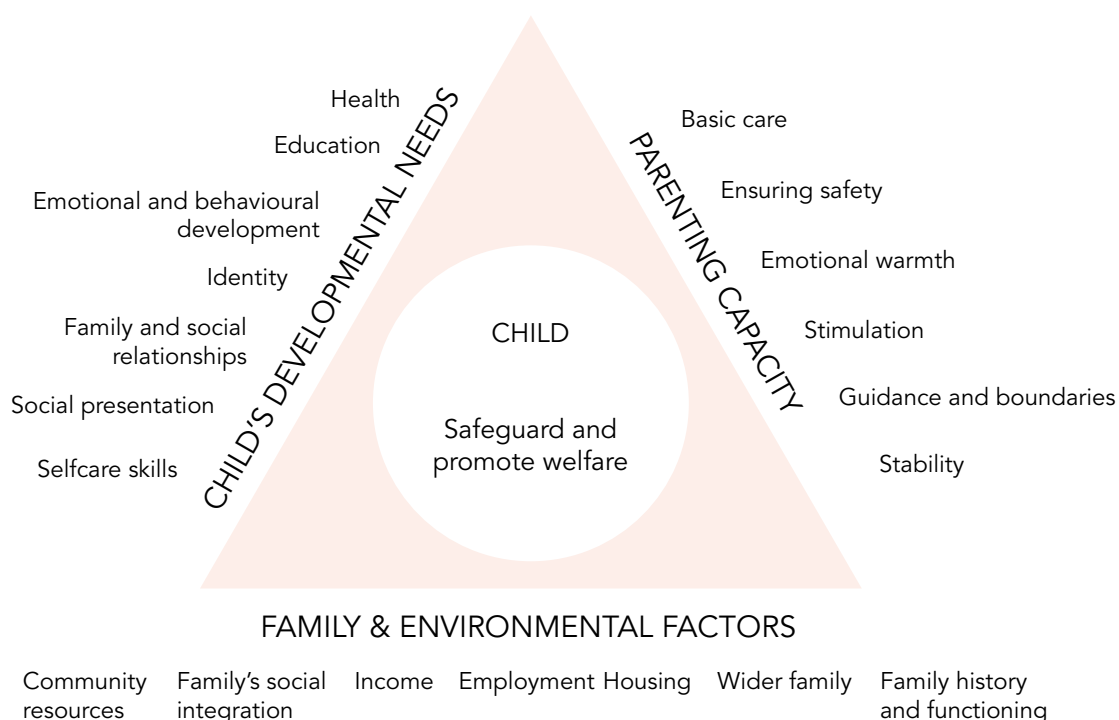 Health
Education
Emotional and behavioural
development
Identity
Family and social
relationships
Social presentation
Selfcare skills
CHILD'S DEVELOPMENTAL NEEDS
CHILD
Safeguard and
promote welfare
PARENTING CAPACITY
Basic care
Ensuring safety
Emotional warmth
Stimulation
Guidance and boundaries
Stability
FAMILY & ENVIRONMENTAL FACTORS
Community
resources
Family's social
integration
Income
Employment
Housing
Wider family
Family history
and functioning